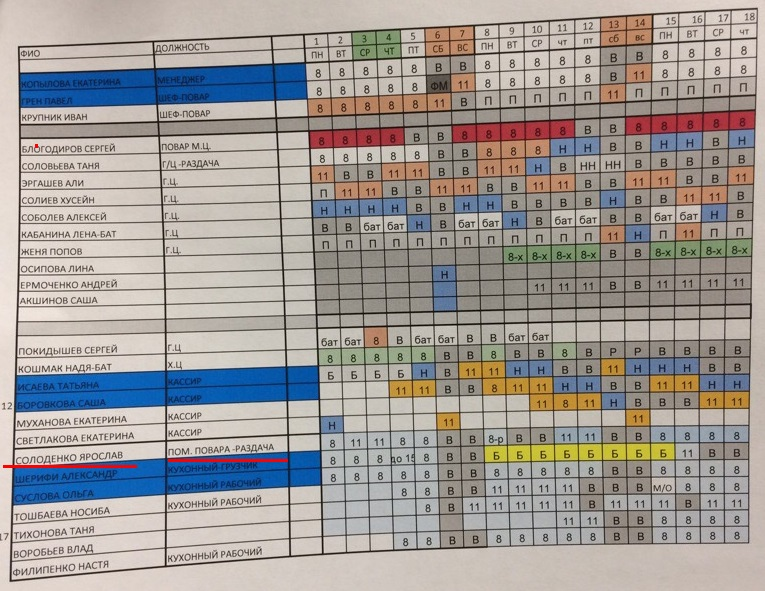 ФИО ДОЛЖНОСТЬ 1 2 3 4 5 6 7 8 9 10 11 12 13 14 15 16 17 18
ПН ВТ СР ЧТ ПТ СБ ВС ПН ВТ СР ЧТ ПТ сб вс ПН ВТ СР ЧТ
КОПЫЛОВА ЕКАТЕРИНА МЕНЕДЖЕР 8 8 8 8 8 В В 8 8 8 8 8 В В 8 8 8 8
ГРЕН ПАВЕЛ ШЕФ-ПОВАР 8 8 8 8 8 ФМ 11 8 8 8 8 8 В 11 8 8 8 8
КРУПНИК ИВАН ШЕФ-ПОВАР 8 8 8 8 8 11 В П П П П П 11 П П П П П
БЛОГОДИРОВ СЕРГЕЙ ПОВАР М.Ц. 8 8 8 8 В В 8 8 8 8 8 В В 8 8 8 8 8
СОЛОВЬЕВА ТАНЯ Г/Ц -РАЗДАЧА 8 8 8 8 8 В В 8 8 8 Н Н В В Н Н В Н
ЭРГАШЕВ АЛИ Г.Ц. 11 В В 11 11 В В 11 11 Н В НН НН В В В В В
СОЛИЕВ ХУСЕЙН Г.Ц. П 11 11 В В 11 11 В В 11 11 В В 11 11 В В 11
СОБОЛЕВ АЛЕКСЕЙ Г.Ц. Н Н Н Н В В Н Н В В В В Н В В 11 11 В
КАБАНИНА ЛЕНА-БАТ Г.Ц. В В бат бат Н В бат бат Н В бат бат В В бат бат Н В
ЖЕНЯ ПОПОВ Г.Ц. П П П П П П П П П П П П 11 Н П 11 П П
ОСИПОВА ЛИНА 8-х 8-х 8-х 8-х В В 8-х 8-х 8-х 8-х
ЕРМОЧЕНКО АНДРЕЙ Н
АКШИНОВ САША 11 11 11 11 В В 11 11 11 11
ПОКИДЫШЕВ СЕРГЕЙ Г.Ц бат бат 8 В бат бат В В бат бат
КОШМАК НАДЯ-БАТ Х.Ц 8 8 8 8 8 В В 8 В В 8 В Р Р В В В В
ИСАЕВА ТАТЬЯНА КАССИР Б Б Б Б Н В 11 11 Н Н В В 11 Н Н Н В В
12 БОРОВКОВА САША КАССИР 11 11 В В 8 11 11 Н Н В В 11 11 Н Н
МУХАНОВА ЕКАТЕРИНА КАССИР 11 8 11 Н В В В 11 11
СВЕТЛАКОВА ЕКАТЕРИНА КАССИР Н 11 11
СОЛОДЕНКО ЯРОСЛАВ ПОМ. ПОВАРА -РАЗДАЧА 8 11 11 8 8 В В 8-р В В 11 11 В В 8 8 8 8
ШЕРИФИ АЛЕКСАНДР КУХОННЫЙ-ГРУЗЧИК 8 8 8 до 15 8 В В Б Б Б Б Б Б Б Б 11 В В
СУСЛОВА ОЛЬГА КУХОННЫЙ РАБОЧИЙ 8 8 8 8 8 В В 8 8 8 8 8 В В 8 8 8 8
ТОШБАЕВА НОСИБА КУХОННЫЙ РАБОЧИЙ 8 8 В В 11 11 11 11 11 В В М/О 8 8 8
17 ТИХОНОВА ТАНЯ 8 В 11 11 11 11 11 11 В В 11 11 11 11
ВОРОБЬЕВ ВЛАД 11 11 В В 8 8 8 8
ФИЛИПЕНКО НАСТЯ КУХОННЫЙ РАБОЧИЙ 8 8 В В 8 8 8 8 8 В В 8 8 8 8